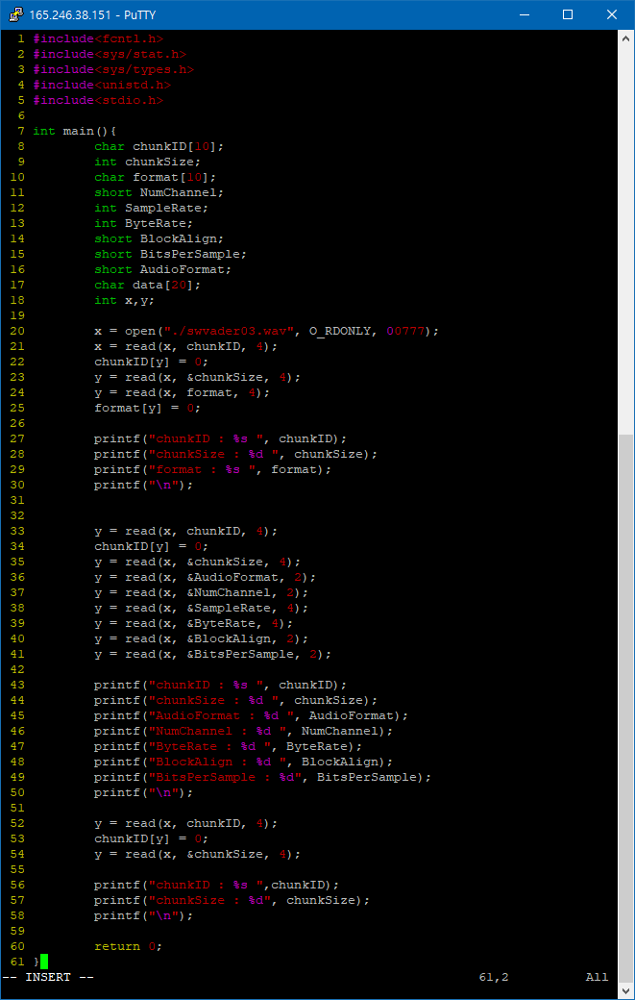 165.246.38.151 - PuTTY
1 #include<fcntl.h>
2 #include<sys/stat.h>
3 #include<sys/types.h>
4 #include<unistd.h>
5 #include<stdio.h>
6
7 int main(){
8         char chunkID[10];
9         int chunkSize;
10         char format[10];
11         short NumChannel;
12         int SampleRate;
13         int ByteRate;
14         short BlockAlign;
15         short BitsPerSample;
16         short AudioFormat;
17         char data[20];
18         int x,y;
19
20         x = open("./swvader03.wav", O_RDONLY, 00777);
21         x = read(x, chunkID, 4);
22         chunkID[y] = 0;
23         y = read(x, &chunkSize, 4);
24         y = read(x, format, 4);
25         format[y] = 0;
26
27         printf("chunkID : %s ", chunkID);
28         printf("chunkSize : %d ", chunkSize);
29         printf("format : %s ", format);
30         printf("\n");
31
32
33         y = read(x, chunkID, 4);
34         chunkID[y] = 0;
35         y = read(x, &chunkSize, 4);
36         y = read(x, &AudioFormat, 2);
37         y = read(x, &NumChannel, 2);
38         y = read(x, &SampleRate, 4);
39         y = read(x, &ByteRate, 4);
40         y = read(x, &BlockAlign, 2);
41         y = read(x, &BitsPerSample, 2);
42
43         printf("chunkID : %s ", chunkID);
44         printf("chunkSize : %d ", chunkSize);
45         printf("AudioFormat : %d ", AudioFormat);
46         printf("NumChannel : %d ", NumChannel);
47         printf("ByteRate : %d ", ByteRate);
48         printf("BlockAlign : %d ", BlockAlign);
49         printf("BitsPerSample : %d", BitsPerSample);
50         printf("\n");
51
52         y = read(x, chunkID, 4);
53         chunkID[y] = 0;
54         y = read(x, &chunkSize, 4);
55
56         printf("chunkID : %s ",chunkID);
57         printf("chunkSize : %d", chunkSize);
58         printf("\n");
59
60         return 0;
61 }
-- INSERT -- 61,2 All